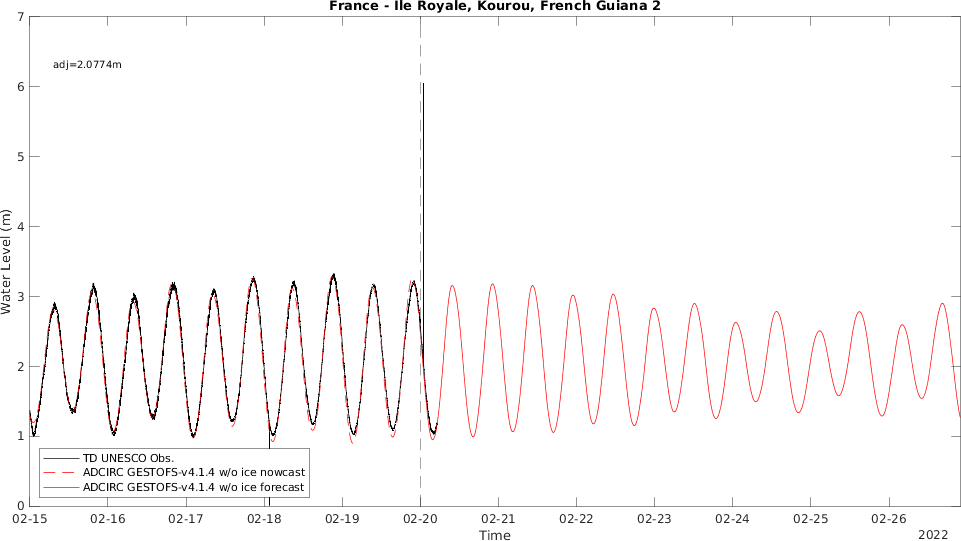 France - Ile Royale, Kourou, French Guiana 2
7
adj=2.0774m
6
5
4
3
2
1
0
Water Level (m)
TD UNESCO Obs.
ADCIRC GESTOFS-v4.1.4 w/o ice nowcast
ADCIRC GESTOFS-v4.1.4 w/o ice forecast
02-15 02-16 02-17 02-18 02-19 02-20 02-21 02-22 02-23 02-24 02-25 02-26
Time
2022